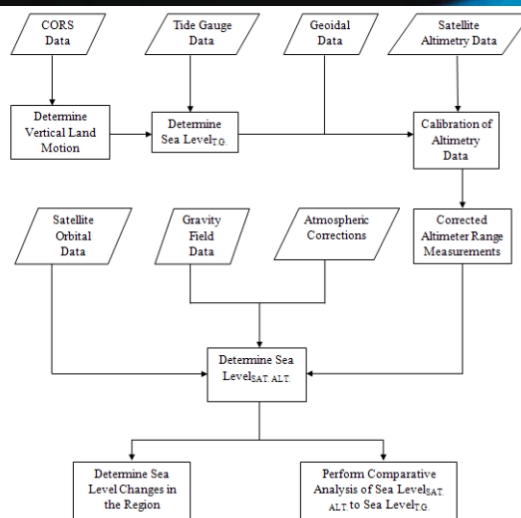 CORS
Data
Tide Gauge
Data
Geoidal
Data
Satellite
Altimetry Data
Determine
Vertical Land
Motion
Determine
Sea LevelT.G.
Calibration of
Altimetry
Data
Satellite
Orbital
Data
Gravity
Field
Data
Atmospheric
Corrections
Corrected
Altimeter Range
Measurements
Determine Sea
LevelSAT. ALT.
Determine Sea
Level Changes in
the Region
Perform Comparative
Analysis of Sea LevelSAT.
ALT. to Sea LevelT.G.